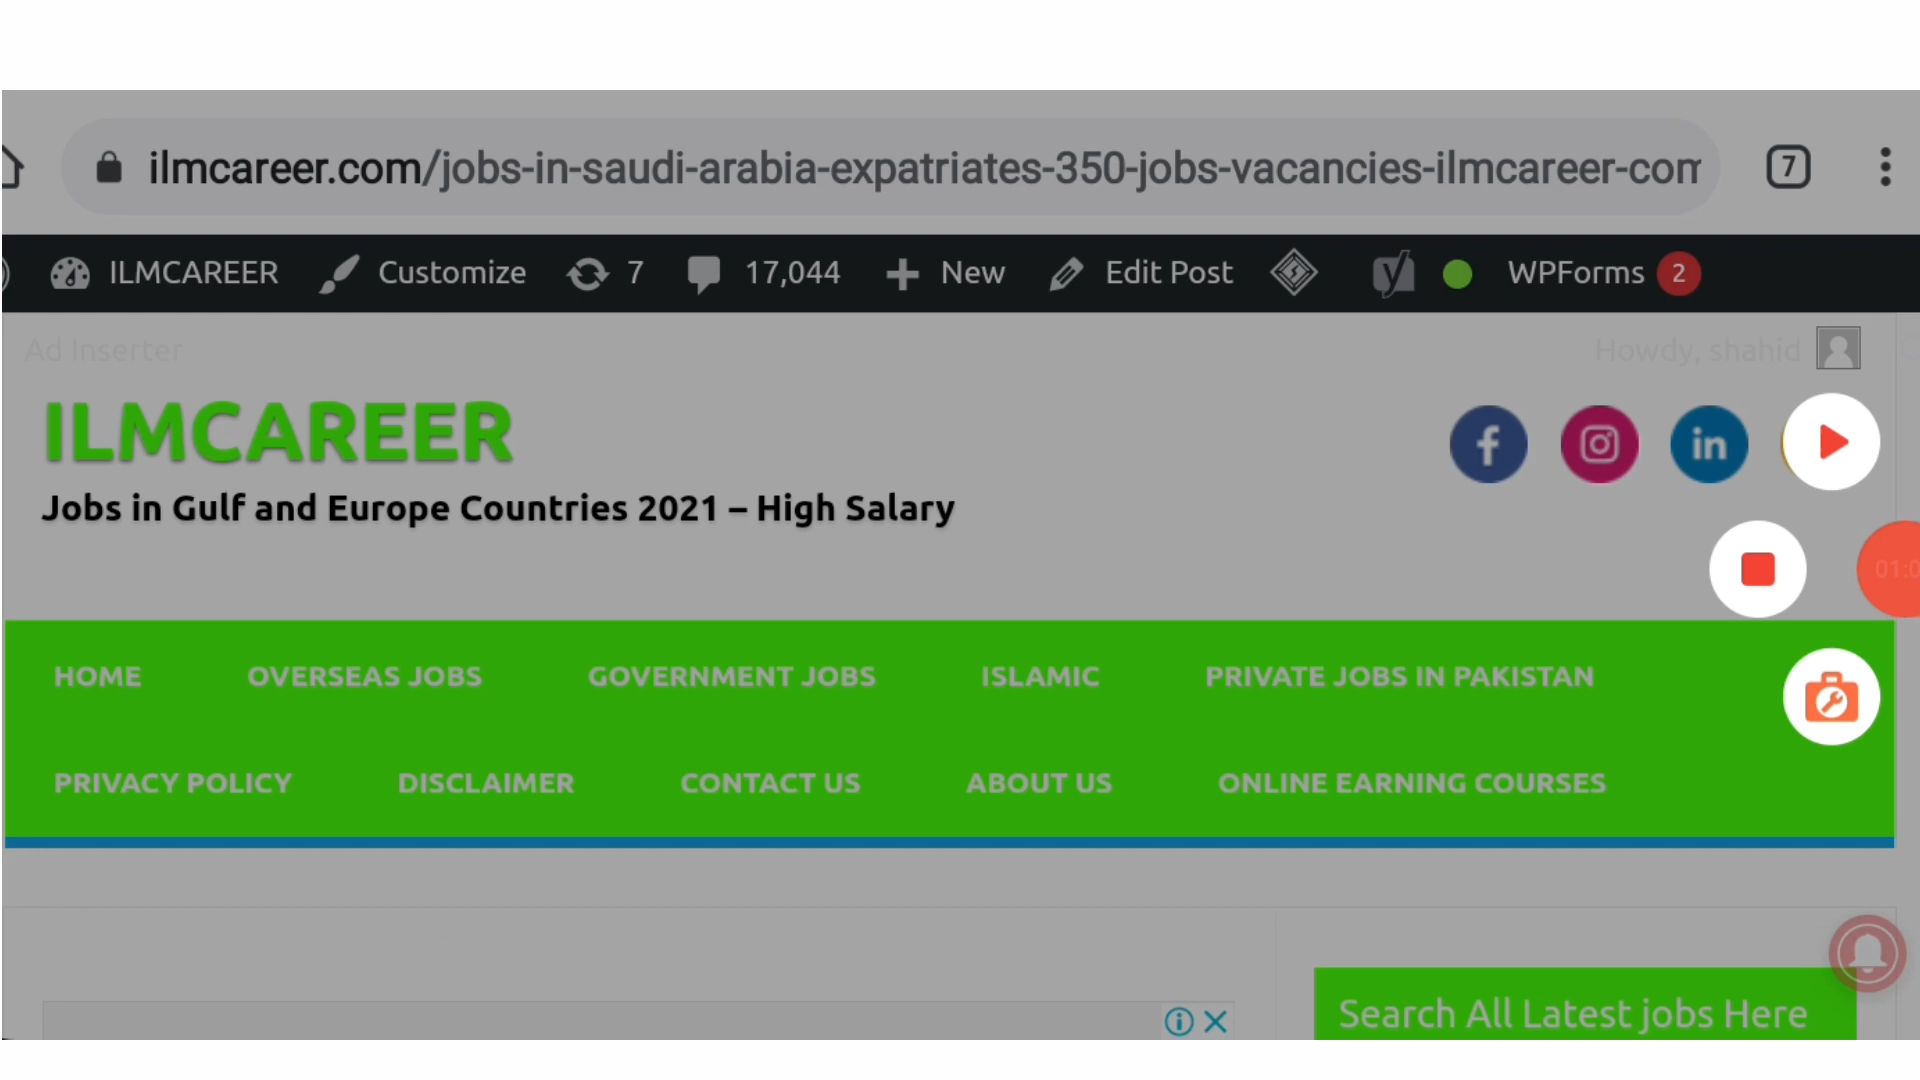 ilmcareer.com/jobs-in-saudi-arabia-expatriates-350-jobs-vacancies-ilmcareer-com
7
ILMCAREER Customize 7 17,044 New Edit Post WPForms 2
Ad Inserter Howdy, shahid
ILMCAREER
Jobs in Gulf and Europe Countries 2021 – High Salary
HOME OVERSEAS JOBS GOVERNMENT JOBS ISLAMIC PRIVATE JOBS IN PAKISTAN
PRIVACY POLICY DISCLAIMER CONTACT US ABOUT US ONLINE EARNING COURSES
Search All Latest jobs Here